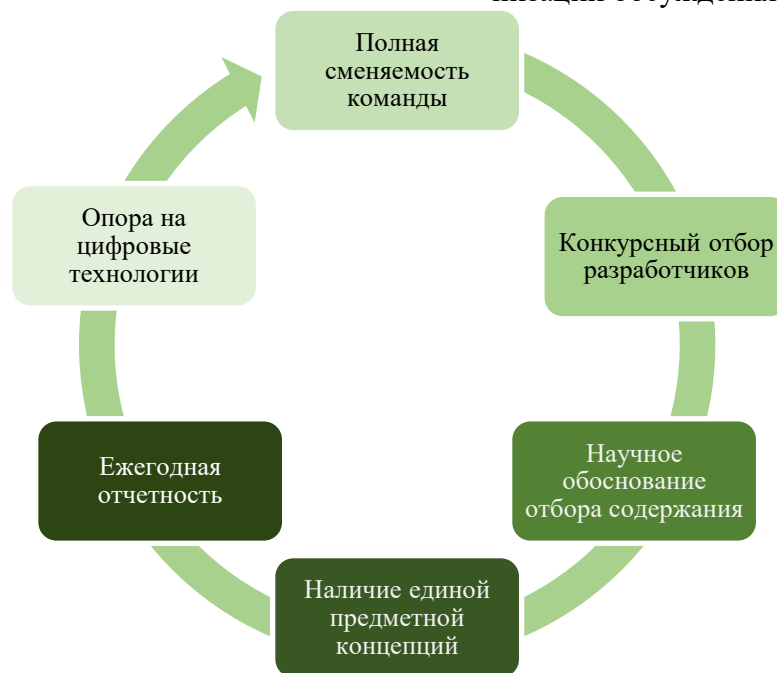 Полная
сменяемость
команды
Конкурсный отбор
разработчиков
Научное
обоснование
отбора содержания
Наличие единой
предметной
концепций
Ежегодная
отчетность
Опора на
цифровые
технологии